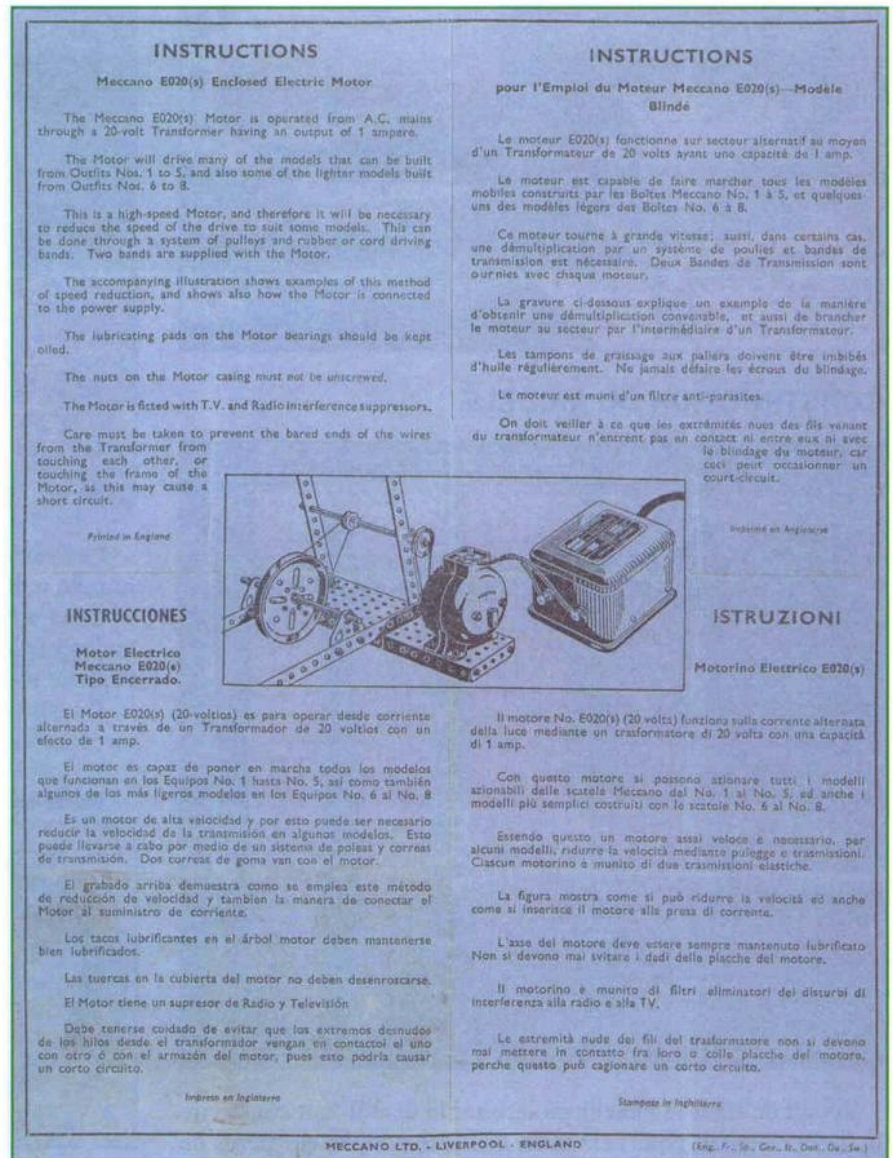 INSTRUCTIONS
Meccano E020(s) Enclosed Electric Motor
The Meccano E020(s) Motor is operated from A.C. mains
through a 20-volt Transformer having an output of 1 ampere.
The Motor will drive many of the models that can be built
from Outfits Nos. 1 to 5, and also some of the lighter models built
from Outfits Nos. 6 to 8.
This is a high-speed Motor, and therefore it will be necessary
to reduce the speed of the drive to suit some models. This can
be done through a system of pulleys and rubber or cord driving
bands. Two bands are supplied with the Motor.
The accompanying illustration shows examples of this method
of speed reduction, and shows also how the Motor is connected
to the power supply.
The lubricating pads on the Motor bearings should be kept
oiled.
The nuts on the Motor casing must not be unscrewed.
The Motor is fitted with T.V. and Radio interference suppressors.
Care must be taken to prevent the bared ends of the wires
from the Transformer from
touching each other, or
touching the frame of the
Motor, as this may cause a
short circuit.
Printed in England
INSTRUCTIONS
pour l'Emploi du Moteur Meccano E020(s)—Modèle
Blindé
Le moteur E020(s) fonctionne sur secteur alternatif au moyen
d'un Transformateur de 20 volts ayant une capacité de 1 amp.
Le moteur est capable de faire marcher tous les modèles
mobiles construits par les Boîtes Meccano No. 1 à 5, et quelques-
uns des modèles légers des Boîtes No. 6 à 8.
Ce moteur tourne à grande vitesse; aussi, dans certains cas,
une démultiplication par un système de poulies et bandes de
transmission est nécessaire. Deux Bandes de Transmission sont
ournies avec chaque moteur.
La gravure ci-dessous explique un exemple de la manière
d'obtenir une démultiplication convenable, et aussi de brancher
le moteur au secteur par l'intermédiaire d'un Transformateur.
Les tampons de graissage aux paliers doivent être imbibés
d'huile régulièrement. Ne jamais défaire les écrous du blindage.
Le moteur est muni d'un filtre anti-parasites.
On doit veiller à ce que les extrémités nues des fils venant
du transformateur n'entrent pas en contact ni entre eux ni avec
le blindage du moteur, car
ceci peut occasionner un
court-circuit.
Imprimé en Angleterre
INSTRUCCIONES
Motor Electrico
Meccano E020(s)
Tipo Encerrado.
El Motor E020(s) (20-voltios) es para operar desde corriente
alternada a través de un Transformador de 20 voltios con un
efecto de 1 amp.
El motor es capaz de poner en marcha todos los modelos
que funcionan en los Equipos No. 1 hasta No. 5, así como también
algunos de los más ligeros modelos en los Equipos No. 6 al No. 8
Es un motor de alta velocidad y por esto puede ser necesario
reducir la velocidad de la transmisión en algunos modelos. Esto
puede llevarse a cabo por medio de un sistema de poleas y correas
de transmisión. Dos correas de goma van con el motor.
El grabado arriba demuestra como se emplea este método
de reducción de velocidad y tambien la manera de conectar el
Motor al suministro de corriente.
Los tacos lubrificantes en el árbol motor deben mantenerse
bien lubrificados.
Las tuercas en la cubierta del motor no deben desenroscarse.
El Motor tiene un supresor de Radio y Televisión
Debe tenerse cuidado de evitar que los extremos desnudos
de los hilos desde el transformador vengan en contactoi el uno
con otro ó con el armazón del motor, pues esto podría causar
un corto circuito.
Impreso en Inglaterra
ISTRUZIONI
Motorino Elettrico E020(s)
Il motore No. E020(s) (20 volta) funziona sulla corrente alternata
della luce mediante un trasformatore di 20 volta con una capacità
di 1 amp.
Con questo motore si possono azionare tutti i modelli
azionabili delle scatole Meccano dal No. 1 al No. 5, ed anche i
modelli più semplici costruiti con le scatole No. 6 al No. 8.
Essendo questo un motore assai veloce e necessario, per
alcuni modelli, ridurre la velocità mediante pulegge e trasmissioni.
Ciascun motorino è munito di due trasmissioni elastiche.
La figura mostra come si può ridurre la velocità ed anche
come si inserisce il motore alla presa di corrente.
L'asse del motore deve essere sempre mantenuto lubrificato
Non si devono mai svitare i dadi delle placche del motore.
Il motorino è munito di filtri eliminatori dei disturbi di
interferenza alla radio e alla TV.
Le estremità nude dei fili del trasformatore non si devono
mai mettere in contatto fra loro o colle placche del motore,
perche questo può cagionare un corto circuito.
Stampata in Inghilterra
MECCANO LTD. - LIVERPOOL - ENGLAND
(Eng., Fr., Sp., Ger., It., Dan., Du., Sw.)